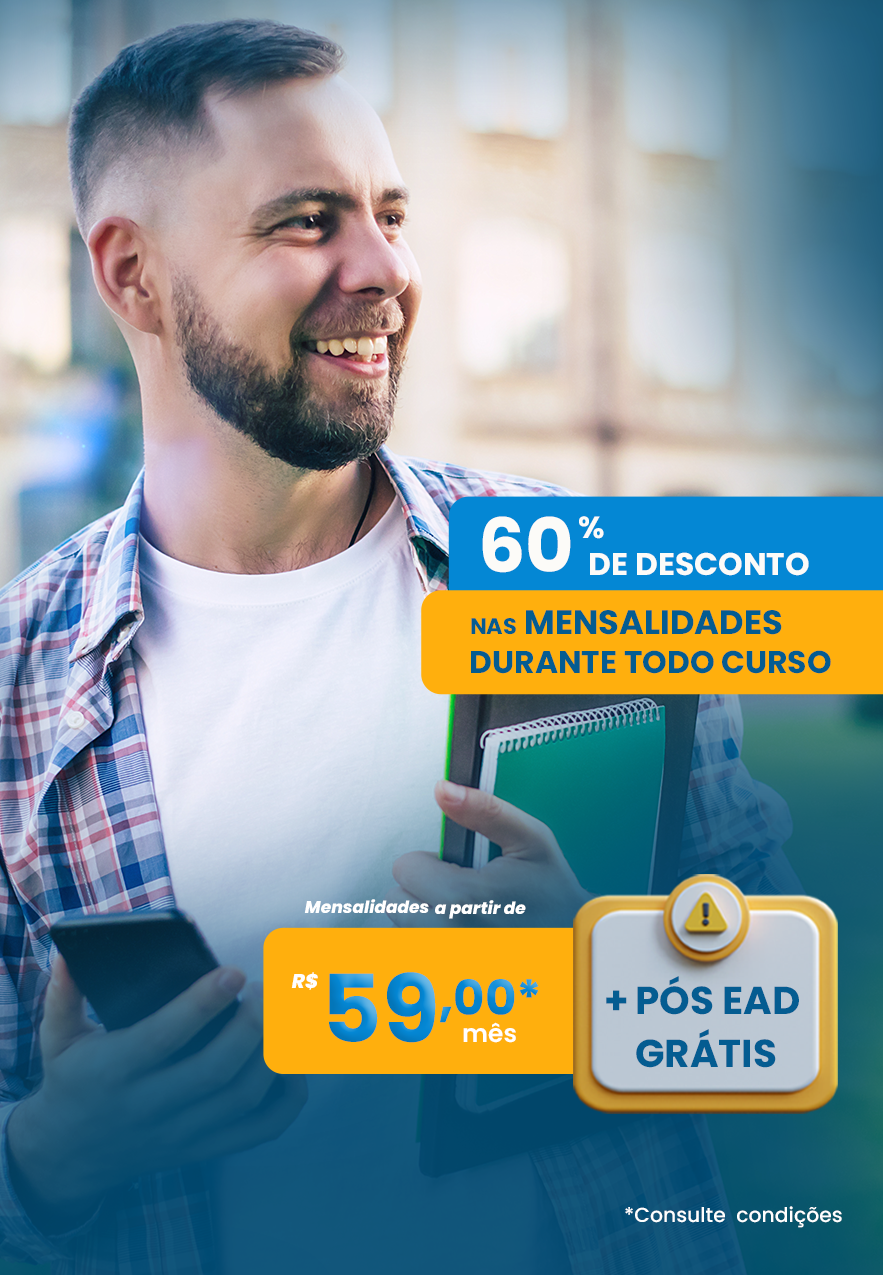 60%
DE DESCONTO
NAS MENSALIDADES
DURANTE TODO CURSO
Mensalidades a partir de
R$ 59,00*
mês
+ PÓS EAD
GRÁTIS
*Consulte condições